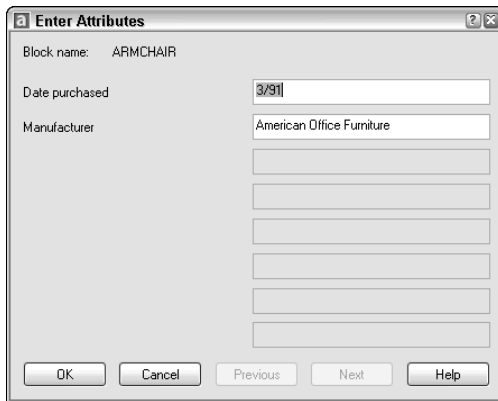 a Enter Attributes
Block name: ARMCHAIR
Date purchased 3/91
Manufacturer American Office Furniture
OK Cancel Previous Next Help